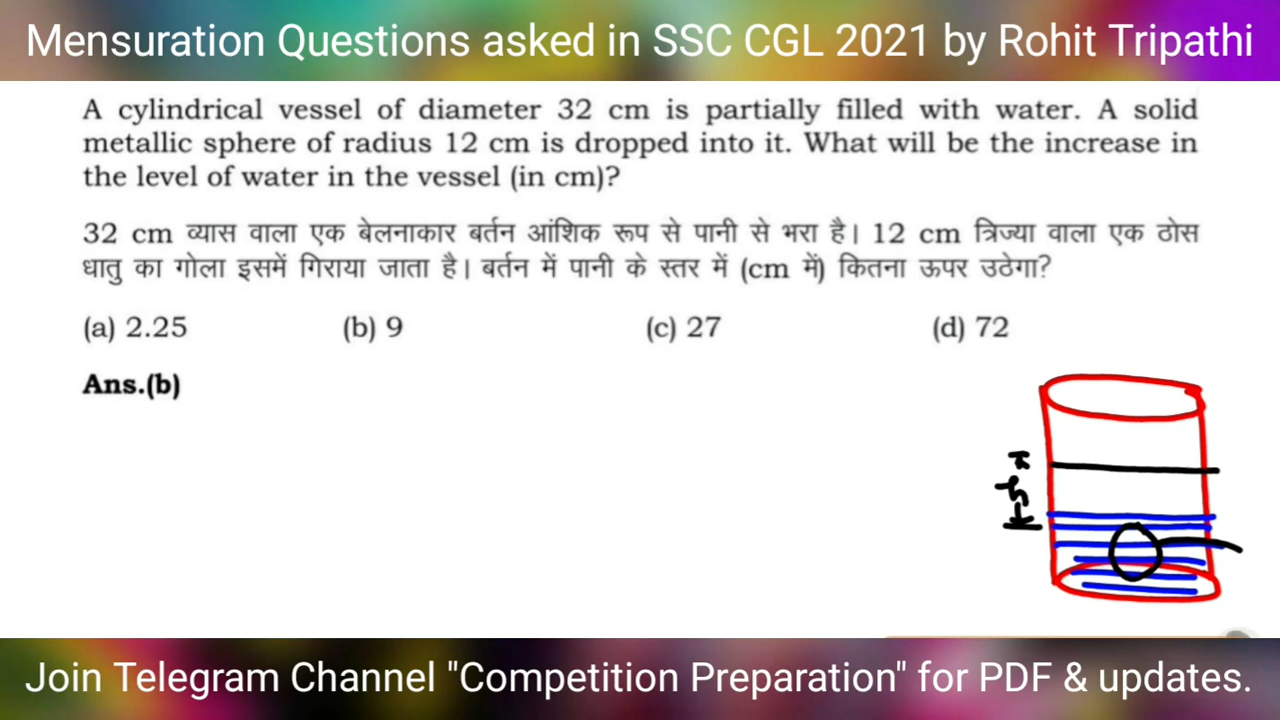 Mensuration Questions asked in SSC CGL 2021 by Rohit Tripathi
A cylindrical vessel of diameter 32 cm is partially filled with water. A solid
metallic sphere of radius 12 cm is dropped into it. What will be the increase in
the level of water in the vessel (in cm)?
32 cm व्यास वाला एक बेलनाकार बर्तन आंशिक रूप से पानी से भरा है। 12 cm त्रिज्या वाला एक ठोस
धातु का गोला इसमें गिराया जाता है। बर्तन में पानी के स्तर में (cm में) कितना ऊपर उठेगा?
(a) 2.25 (b) 9 (c) 27 (d) 72
Ans.(b)
h
Join Telegram Channel "Competition Preparation" for PDF & updates.